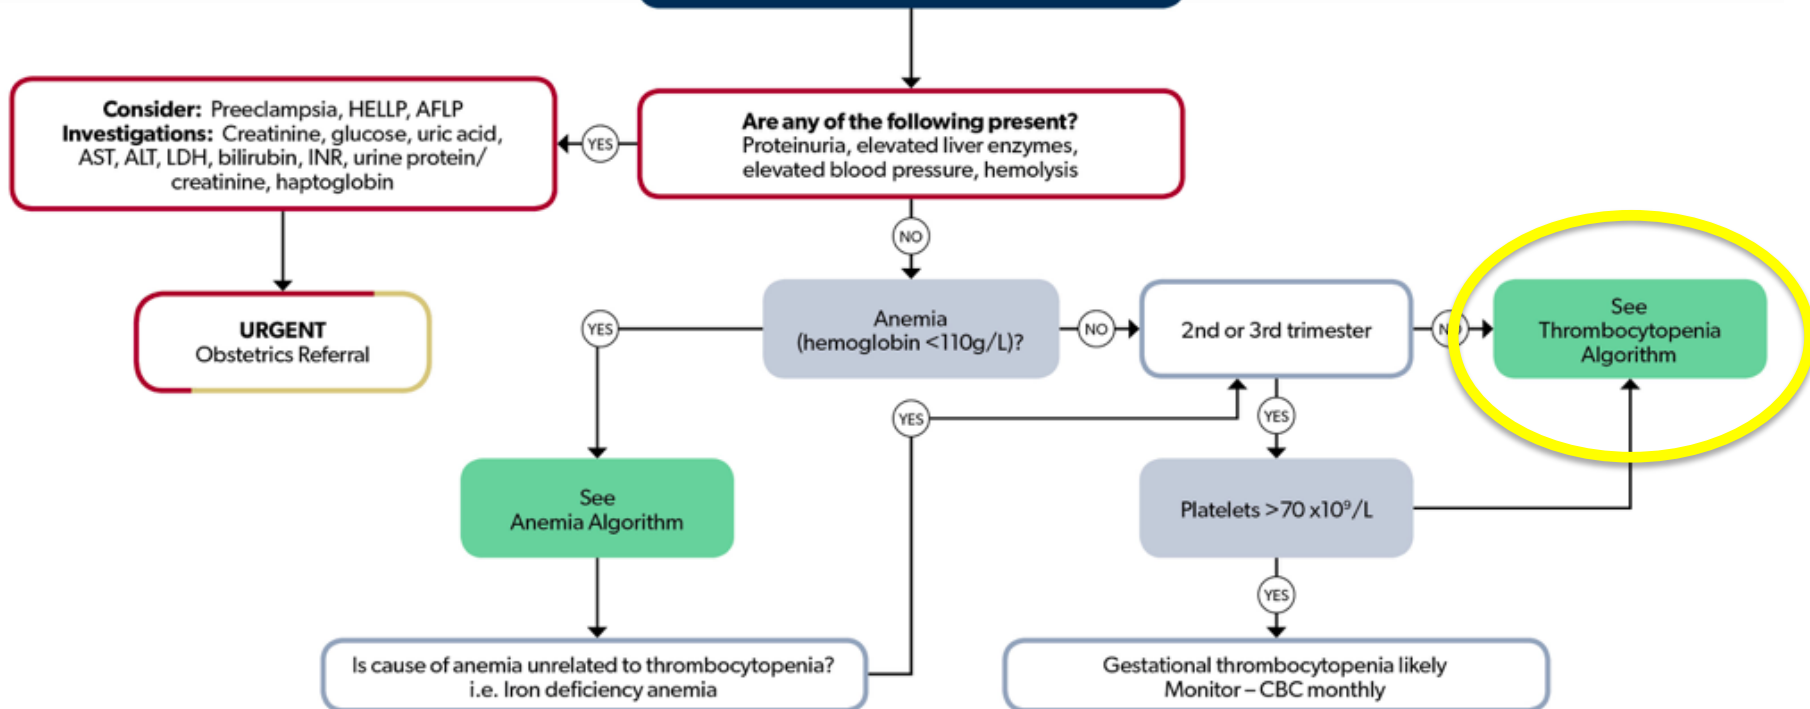 Consider: Preeclampsia, HELLP, AFLP
Investigations: Creatinine, glucose, uric acid,
AST, ALT, LDH, bilirubin, INR, urine protein/
creatinine, haptoglobin
YES
Are any of the following present?
Proteinuria, elevated liver enzymes,
elevated blood pressure, hemolysis
NO
URGENT
Obstetrics Referral
YES
Anemia
(hemoglobin <110g/L)?
NO
2nd or 3rd trimester
NO
See
Thrombocytopenia
Algorithm
YES
YES
See
Anemia Algorithm
Platelets >70 x10⁹/L
YES
Is cause of anemia unrelated to thrombocytopenia?
i.e. Iron deficiency anemia
Gestational thrombocytopenia likely
Monitor – CBC monthly